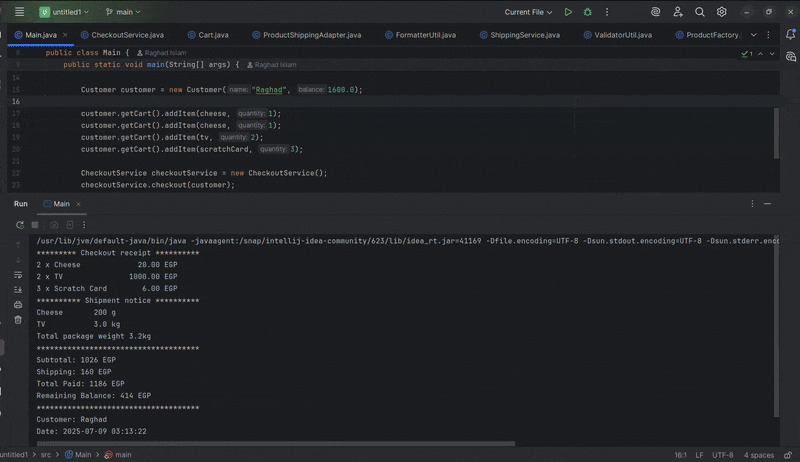 untitled1 main Current File
Main.java CheckoutService.java Cart.java ProductShippingAdapter.java FormatterUtil.java ShippingService.java ValidatorUtil.java ProductFactory.
8 public class Main { Raghad Islam
9 public static void main(String[] args) { Raghad Islam
1
14
15 Customer customer = new Customer( name: "Raghad", balance: 1600.0);
16
17 customer.getCart().addItem(cheese, quantity: 1);
18 customer.getCart().addItem(cheese, quantity: 1);
19 customer.getCart().addItem(tv, quantity: 2);
20 customer.getCart().addItem(scratchCard, quantity: 3);
21
22 CheckoutService checkoutService = new CheckoutService();
23 checkoutService.checkout(customer);
Run Main
/usr/lib/jvm/default-java/bin/java -javaagent:/snap/intellij-idea-community/623/lib/idea_rt.jar=41169 -Dfile.encoding=UTF-8 -Dsun.stdout.encoding=UTF-8 -Dsun.stderr.enc
********* Checkout receipt **********
2 x Cheese 20.00 EGP
2 x TV 1000.00 EGP
3 x Scratch Card 6.00 EGP
********** Shipment notice **********
Cheese 200 g
TV 3.0 kg
Total package weight 3.2kg
*************************************
Subtotal: 1026 EGP
Shipping: 160 EGP
Total Paid: 1186 EGP
Remaining Balance: 414 EGP
*************************************
Customer: Raghad
Date: 2025-07-09 03:13:22
untitled1 > src > Main > main 16:1 LF UTF-8 4 spaces